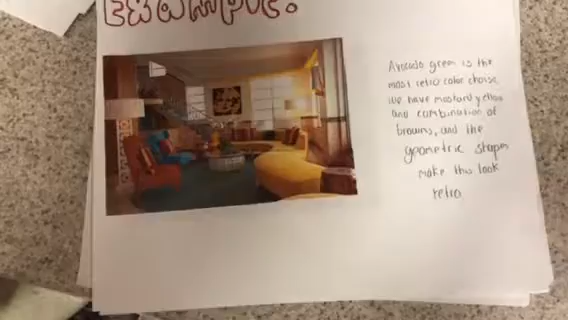 Example:
Avocado green is the
most retro color choise,
we have mostard yellow
and combination of
browns, and the
geometric shapes
make this look
retro